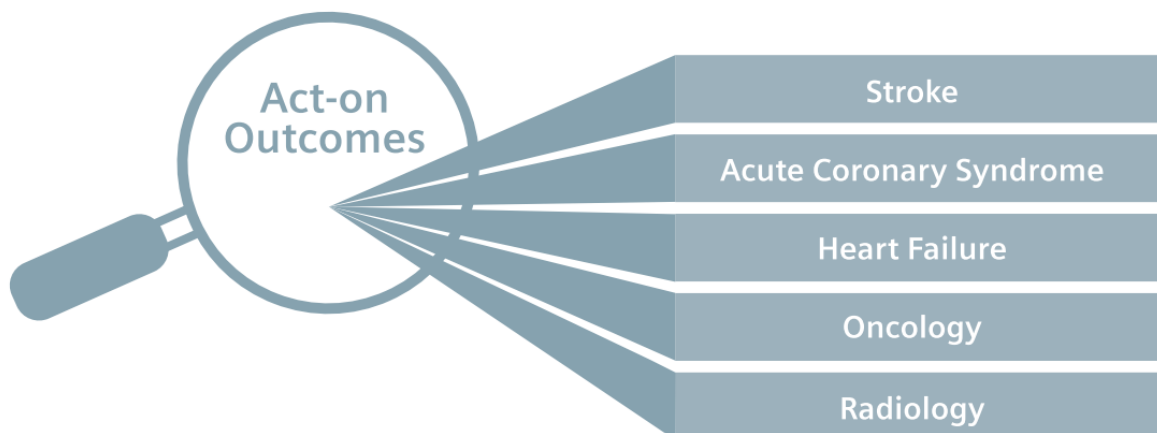 Act-on
Outcomes
Stroke
Acute Coronary Syndrome
Heart Failure
Oncology
Radiology